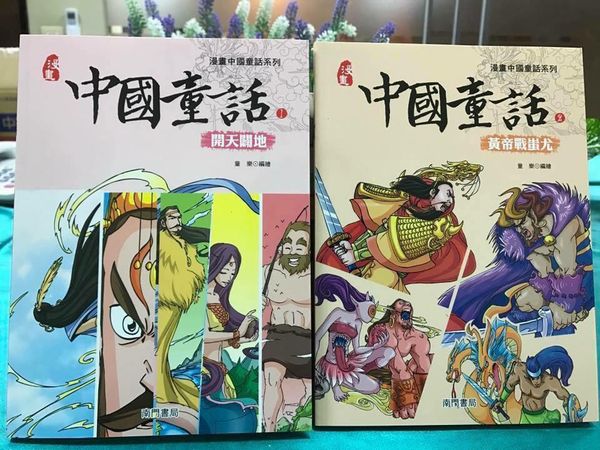 漫畫中國童話系列
漫畫
中國童話 1
開天闢地
童 樂◎編繪
南門書局
漫畫中國童話系列
漫畫
中國童話 2
黃帝戰蚩尤
童 樂◎編繪
南門書局